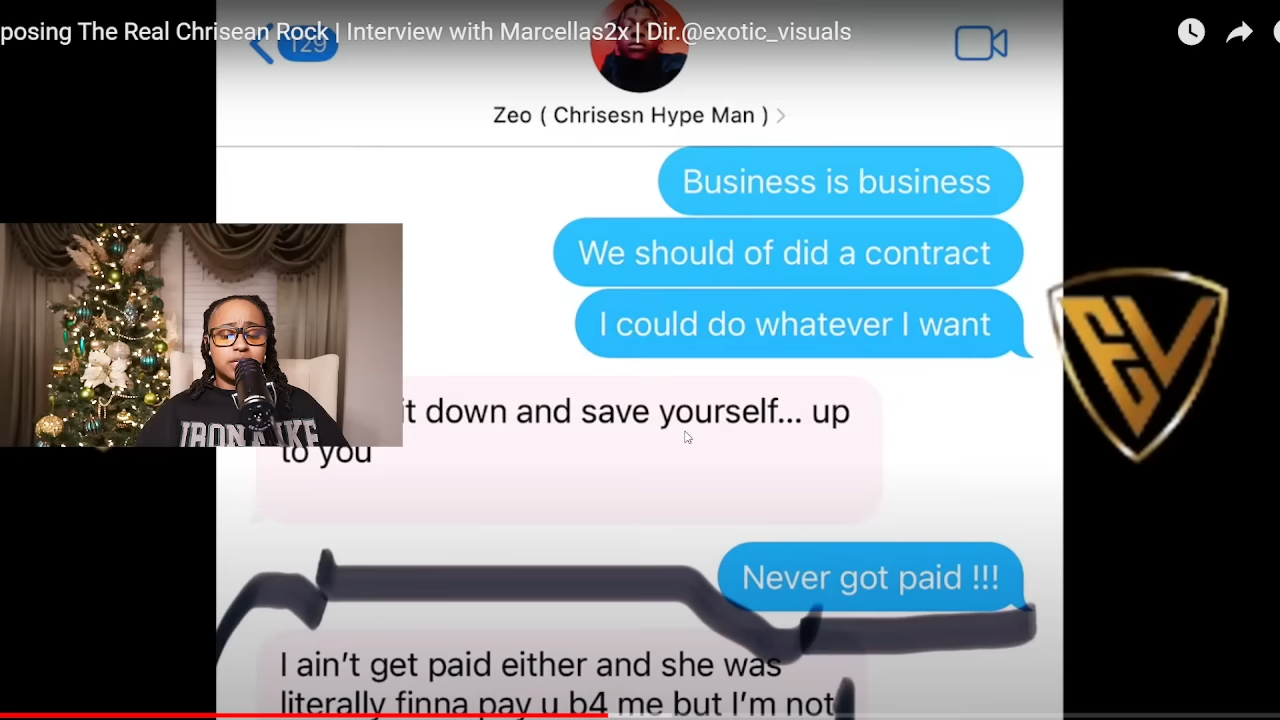 posing The Real Chrisean Rock | Interview with Marcellas2x | Dir.@exotic_visuals
129
Zeo ( Chrisesn Hype Man )
Business is business
We should of did a contract
I could do whatever I want
it down and save yourself... up
to you
IRON MIKE
EV
Never got paid !!!
I ain't get paid either and she was
literally finna pay u b4 me but I'm not